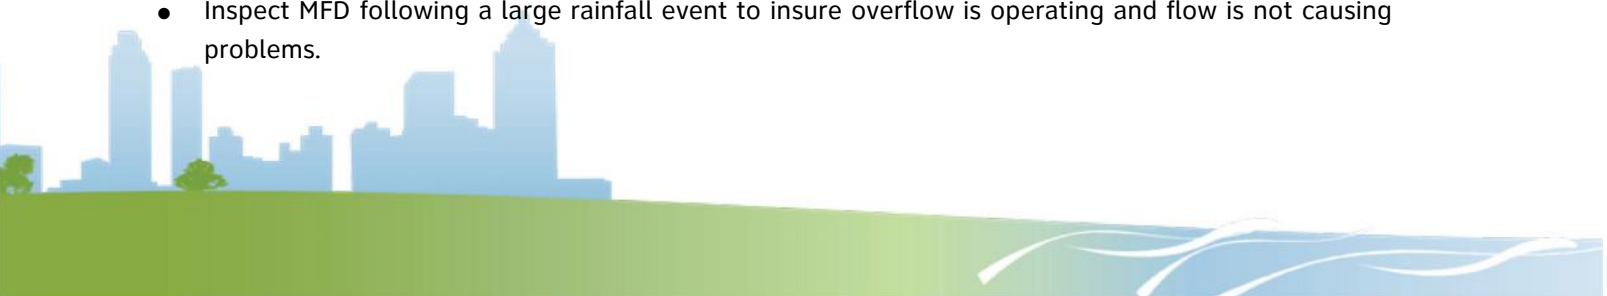 ● Inspect MFD following a large rainfall event to insure overflow is operating and flow is not causing
problems.